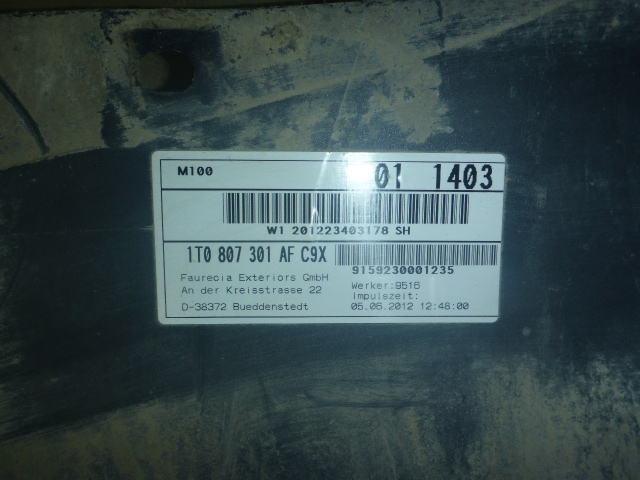 M100 01 1403
W1 201223403178 SH
1T0 807 301 AF C9X
9159230001235
Faurecia Exteriors GmbH
An der Kreisstrasse 22
D-38372 Bueddenstedt
Werker:9516
Impulszeit:
05.06.2012 12:48:00